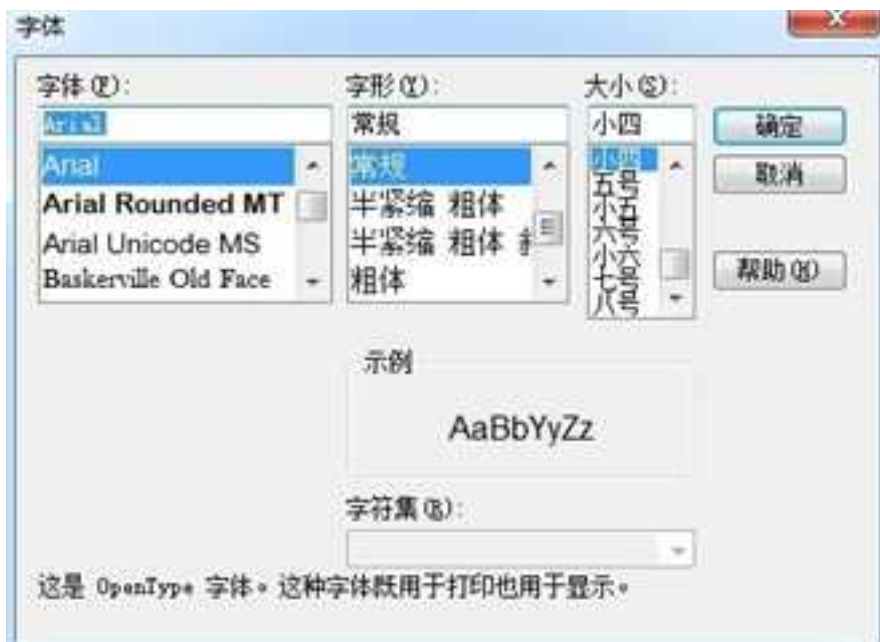 字体
字体(F):
字形(Y):
大小(S):
Arial
常规
小四
确定
Arial
Arial Rounded MT
Arial Unicode MS
Baskerville Old Face
常规
半紧缩 粗体
半紧缩 粗体
粗体
小四
五号
小五
六号
小六
七号
八号
取消
帮助(H)
示例
AaBbYyZz
字符集(R):
这是 OpenType 字体。这种字体既用于打印也用于显示。